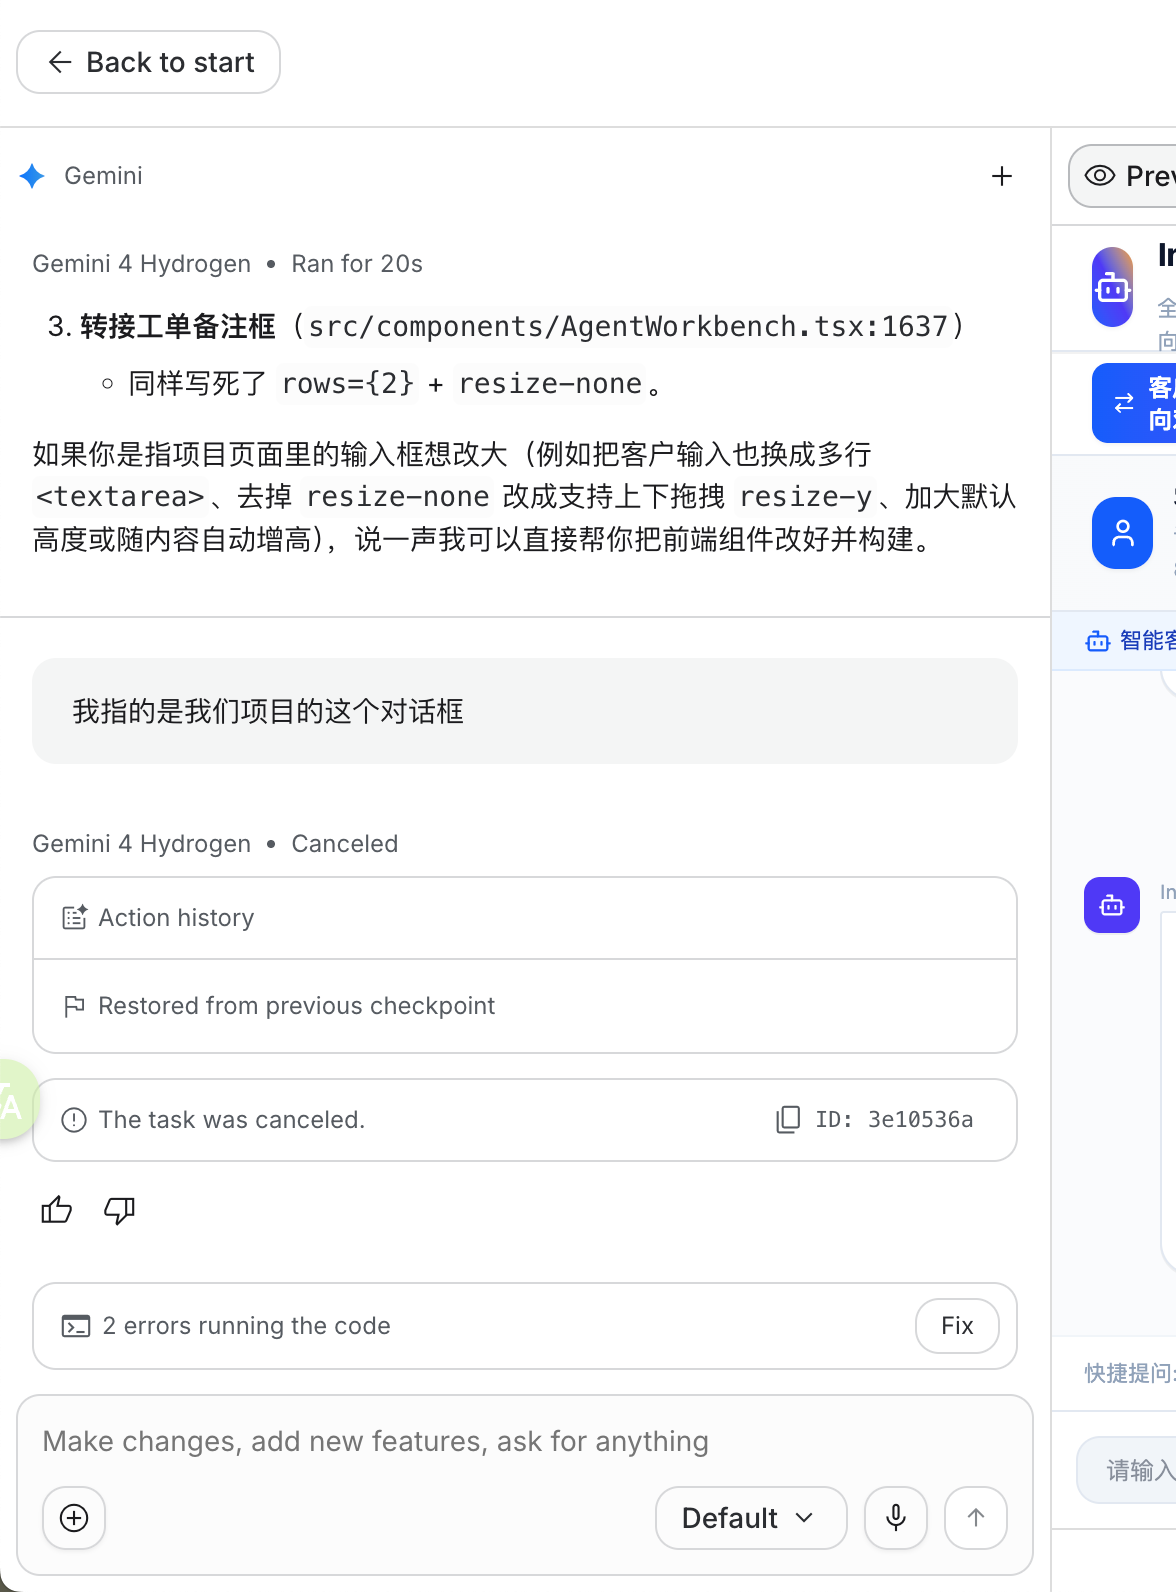 Back to start
Gemini
Gemini 4 Hydrogen • Ran for 20s
3. 转接工单备注框（src/components/AgentWorkbench.tsx:1637）
同样写死了 rows={2} + resize-none。
如果你是指项目页面里的输入框想改大（例如把客户输入也换成多行
<textarea>、去掉 resize-none 改成支持上下拖拽 resize-y、加大默认
高度或随内容自动增高），说一声我可以直接帮你把前端组件改好并构建。
我指的是我们项目的这个对话框
Gemini 4 Hydrogen • Canceled
Action history
Restored from previous checkpoint
The task was canceled.
ID: 3e10536a
2 errors running the code
Fix
Make changes, add new features, ask for anything
Default
A
Prev
In
全
向
客
向
智能客
In
快捷提问:
请输入